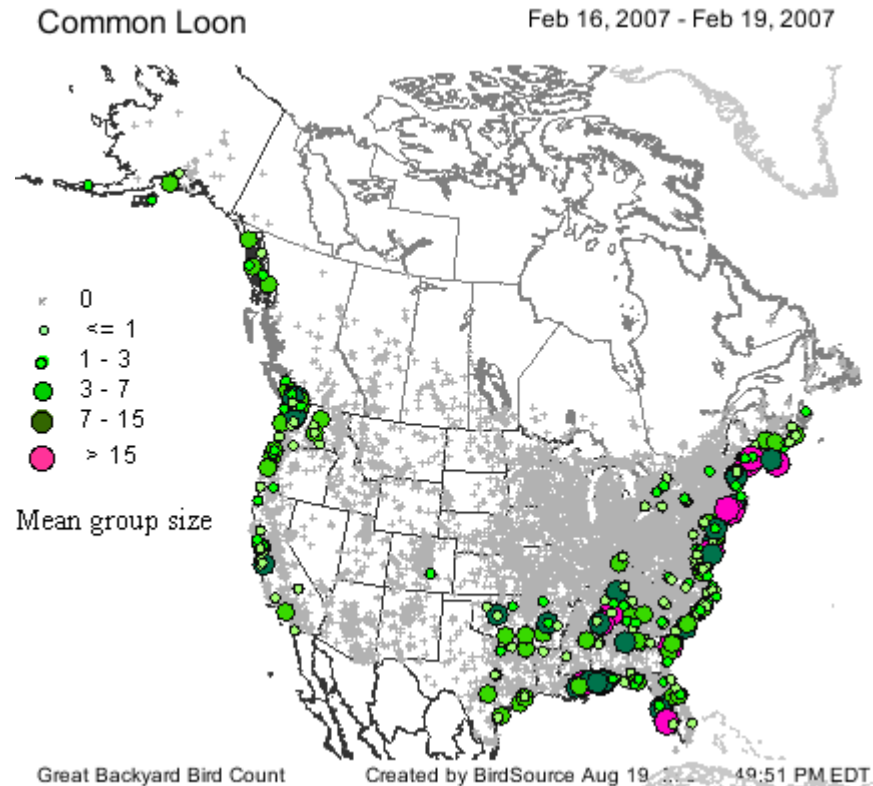 Common Loon
Feb 16, 2007 - Feb 19, 2007
0
<= 1
1 - 3
3 - 7
7 - 15
> 15
Mean group size
Great Backyard Bird Count
Created by BirdSource Aug 19 49:51 PM EDT